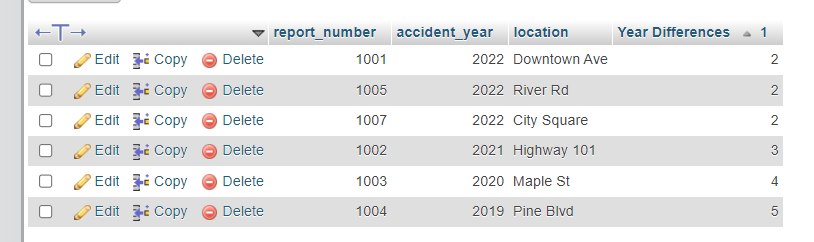 report_number accident_year location Year Differences 1
Edit Copy Delete 1001 2022 Downtown Ave 2
Edit Copy Delete 1005 2022 River Rd 2
Edit Copy Delete 1007 2022 City Square 2
Edit Copy Delete 1002 2021 Highway 101 3
Edit Copy Delete 1003 2020 Maple St 4
Edit Copy Delete 1004 2019 Pine Blvd 5